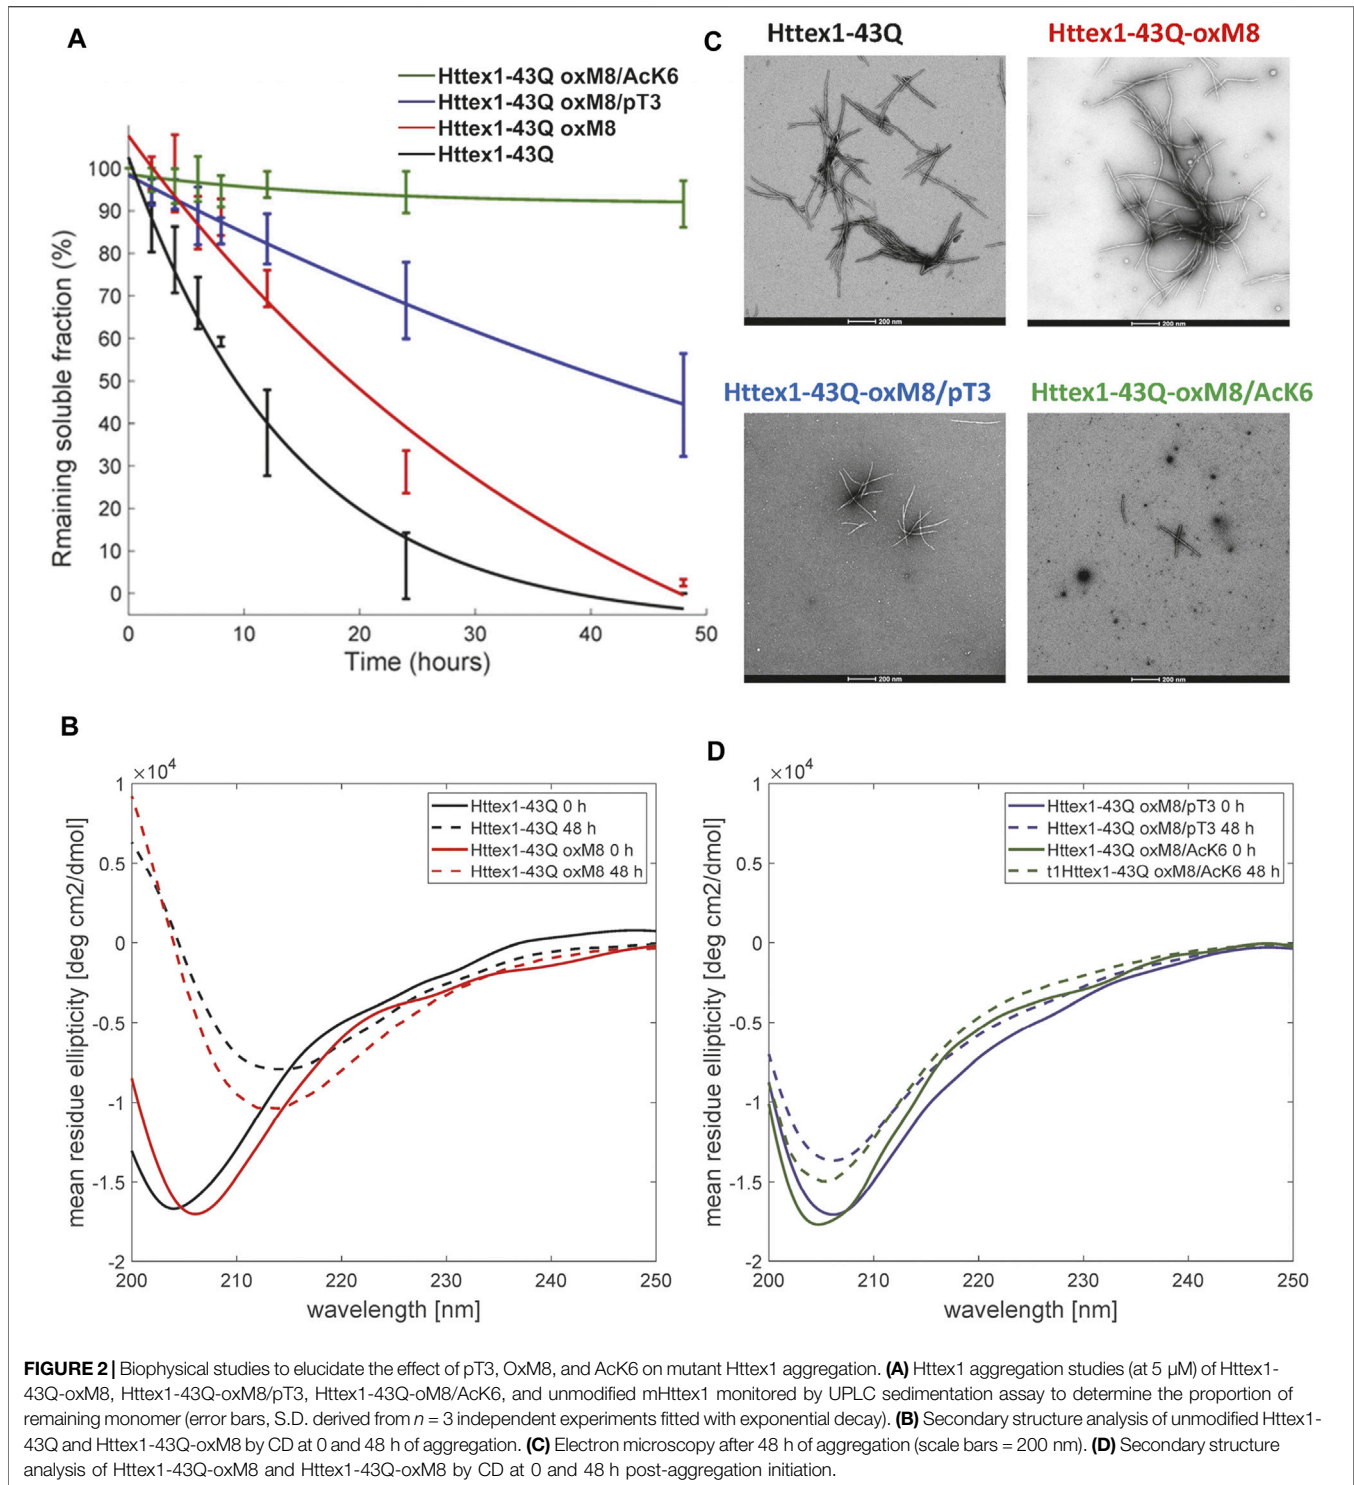 A
Httex1-43Q oxM8/AcK6
Httex1-43Q oxM8/pT3
Httex1-43Q oxM8
Httex1-43Q
Rmaining soluble fraction (%)
100
90
80
70
60
50
40
30
20
10
0
0 10 20 30 40 50
Time (hours)
C
Httex1-43Q
Httex1-43Q-oxM8
200 nm
200 nm
Httex1-43Q-oxM8/pT3
Httex1-43Q-oxM8/AcK6
200 nm
200 nm
B
×10⁴
Httex1-43Q 0 h
Httex1-43Q 48 h
Httex1-43Q oxM8 0 h
Httex1-43Q oxM8 48 h
mean residue ellipticity [deg cm2/dmol]
1
0.5
0
-0.5
-1
-1.5
-2
200 210 220 230 240 250
wavelength [nm]
D
×10⁴
Httex1-43Q oxM8/pT3 0 h
Httex1-43Q oxM8/pT3 48 h
Httex1-43Q oxM8/AcK6 0 h
t1Httex1-43Q oxM8/AcK6 48 h
mean residue ellipticity [deg cm2/dmol]
1
0.5
0
-0.5
-1
-1.5
-2
200 210 220 230 240 250
wavelength [nm]
FIGURE 2 | Biophysical studies to elucidate the effect of pT3, OxM8, and AcK6 on mutant Httex1 aggregation. (A) Httex1 aggregation studies (at 5 μM) of Httex1-
43Q-oxM8, Httex1-43Q-oxM8/pT3, Httex1-43Q-oM8/AcK6, and unmodified mHttex1 monitored by UPLC sedimentation assay to determine the proportion of
remaining monomer (error bars, S.D. derived from n = 3 independent experiments fitted with exponential decay). (B) Secondary structure analysis of unmodified Httex1-
43Q and Httex1-43Q-oxM8 by CD at 0 and 48 h of aggregation. (C) Electron microscopy after 48 h of aggregation (scale bars = 200 nm). (D) Secondary structure
analysis of Httex1-43Q-oxM8 and Httex1-43Q-oxM8 by CD at 0 and 48 h post-aggregation initiation.